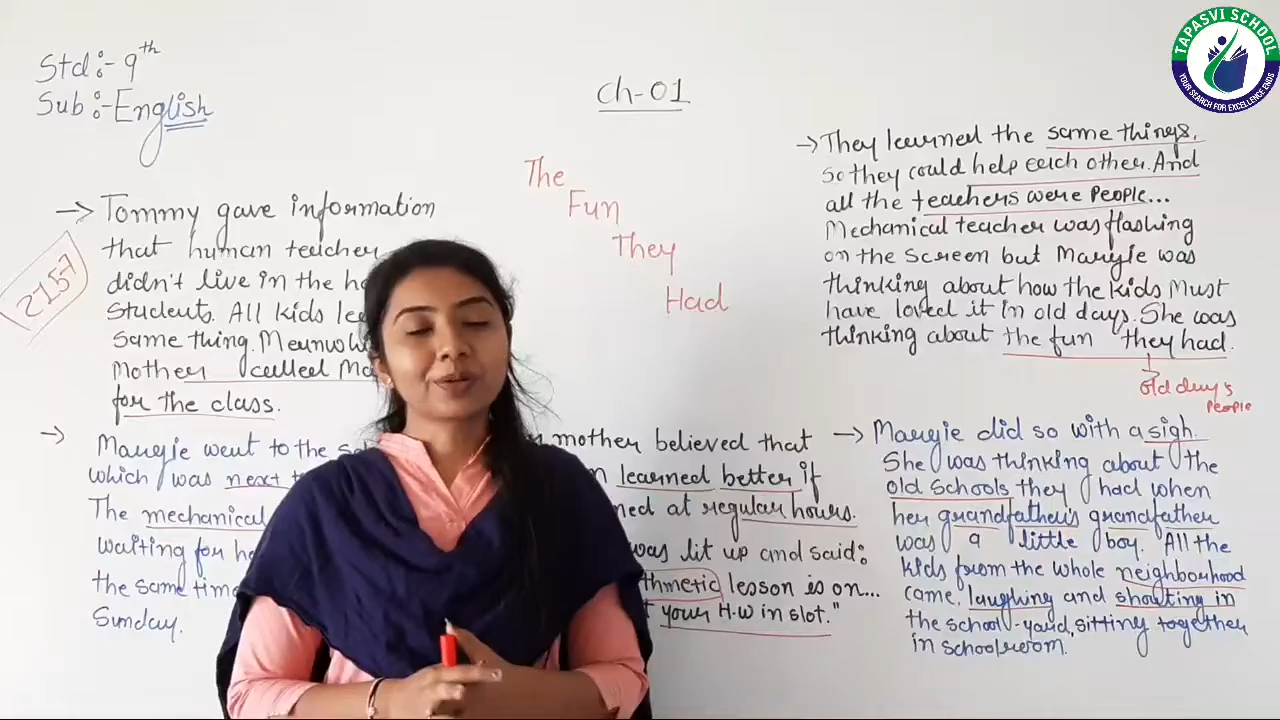 Std :- 9th
Sub :- English
Ch-01
The
Fun
They
Had
2157
→ Tommy gave information
that human teacher
didn't live in the
students. All kids
same thing.
Mother called
for the class.
→ Margie went to the
which was next
The mechanical
waiting for
the same
Sunday.
mother believed that
learned better if
at regular hours.
was lit up and said:
lesson is on...
your H.W in slot."
→ They learned the same things,
so they could help each other. And
all the teachers were people...
Mechanical teacher was flashing
on the screen but Margie was
thinking about how the kids must
have loved it in old days. She was
thinking about the fun they had.
old day's
People
→ Margie did so with a sigh.
She was thinking about the
old schools they had when
her grandfather's grandfather
was a little boy. All the
kids from the whole neighborhood
came, laughing and shouting in
the school-yard, sitting together
in schoolroom.
TAPASVI SCHOOL
YOUR SEARCH FOR EXCELLENCE ENDS